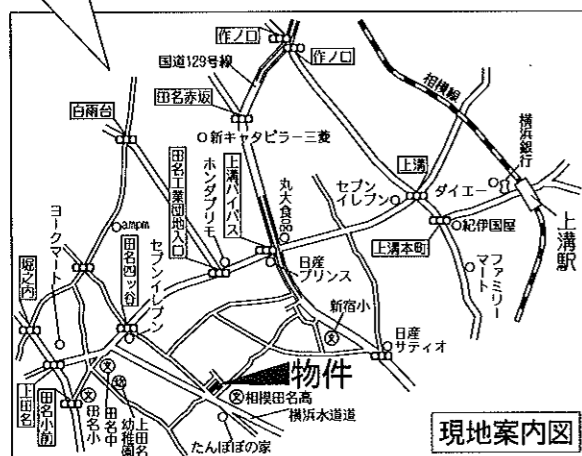 作ノ口
作ノ口
国道129号線
田名赤坂
相模線
白雨台
新キャタピラー三菱
横浜銀行
上溝
ダイエー
セブンイレブン
上溝駅
田名工業団地入口
ホンダプリモ
上溝バイパス
丸大食品
紀伊国屋
上溝本町
ampm
ヨークマート
田名四ッ谷
セブンイレブン
日産プリンス
ファミリーマート
堀之内
新宿小
日産サティオ
物件
上田名
田名小前
文
田名小
文
田名中
幼
上田名幼稚園
文
文
相模田名高
横浜水道道
たんぽぽの家
現地案内図